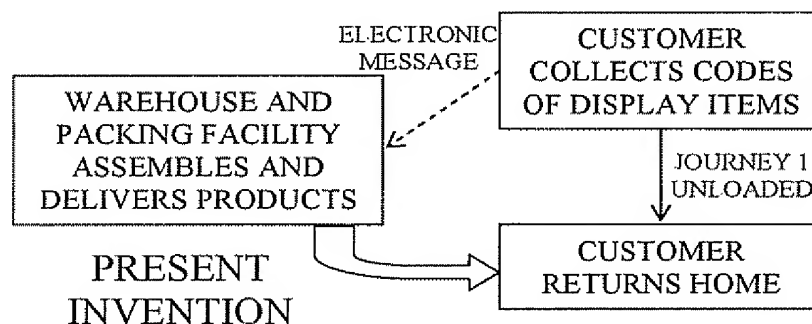 ELECTRONIC
MESSAGE
CUSTOMER
COLLECTS CODES
OF DISPLAY ITEMS
WAREHOUSE AND
PACKING FACILITY
ASSEMBLES AND
DELIVERS PRODUCTS
JOURNEY 1
UNLOADED
PRESENT
INVENTION
CUSTOMER
RETURNS HOME